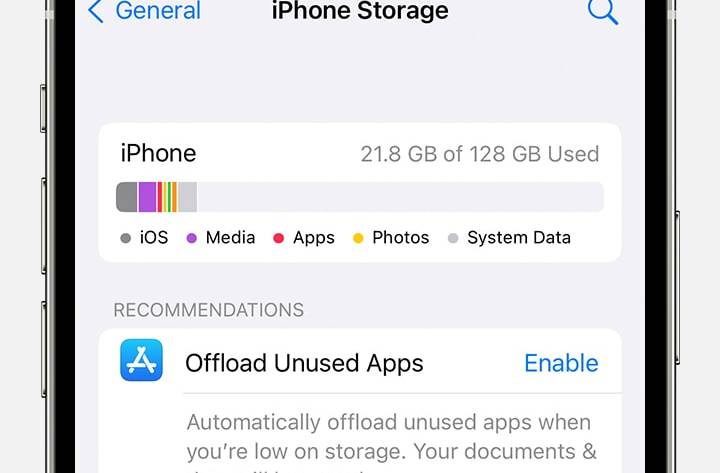 General
iPhone Storage
iPhone
21.8 GB of 128 GB Used
iOS Media Apps Photos System Data
RECOMMENDATIONS
Offload Unused Apps
Enable
Automatically offload unused apps when
you’re low on storage. Your documents &